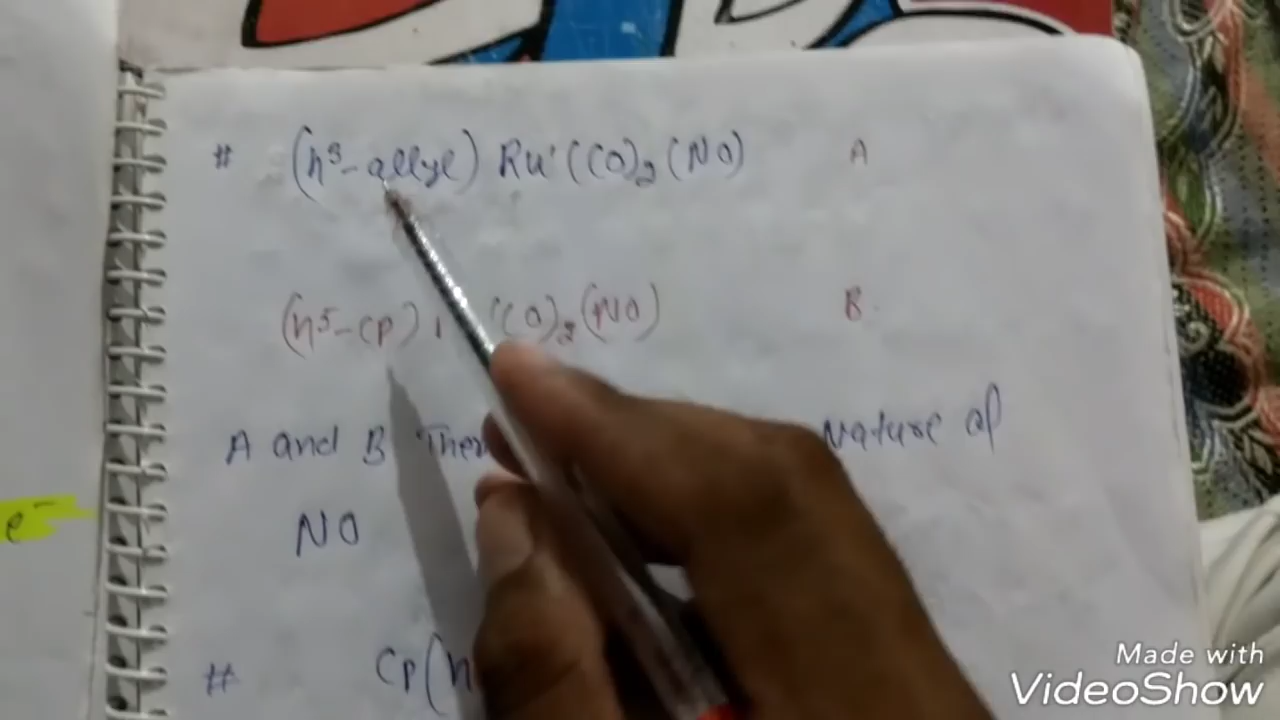 # (η³-allyl) Ru (CO)₂ (NO) A
(η⁵-Cp) (CO)₂ (NO) B
A and B Nature of
NO
e⁻
# Cp(
Made with
VideoShow